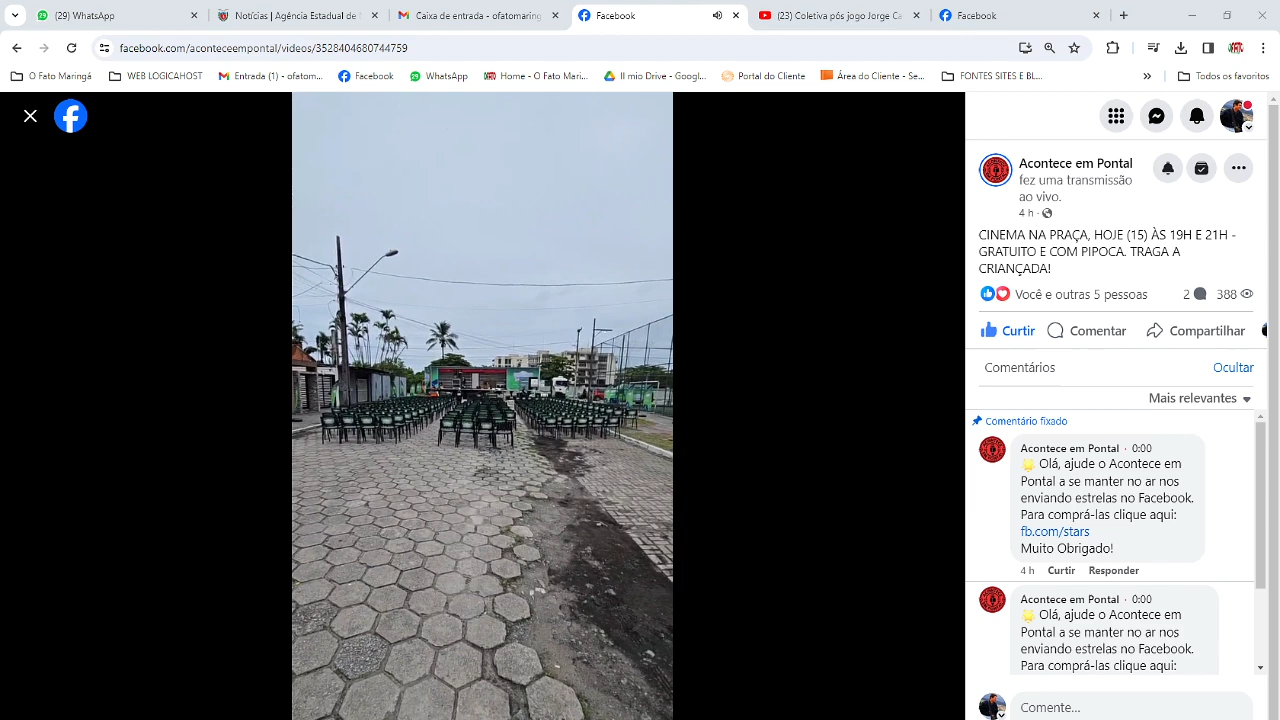 (29) WhatsApp
Notícias | Agência Estadual de
Caixa de entrada - ofatomaring
Facebook
(23) Coletiva pós jogo Jorge Ca
Facebook
facebook.com/aconteceempontal/videos/3528404680744759
O Fato Maringá
WEB LOGICAHOST
Entrada (1) - ofatom...
Facebook
WhatsApp
Home - O Fato Mari...
Il mio Drive - Googl...
Portal do Cliente
Área do Cliente - Se...
FONTES SITES E BL...
Todos os favoritos
Acontece em Pontal
fez uma transmissão
ao vivo.
4 h ·
CINEMA NA PRAÇA, HOJE (15) ÀS 19H E 21H -
GRATUITO E COM PIPOCA. TRAGA A
CRIANÇADA!
Você e outras 5 pessoas
2
388
Curtir
Comentar
Compartilhar
Comentários
Ocultar
Mais relevantes
Comentário fixado
Acontece em Pontal · 0:00
Olá, ajude o Acontece em
Pontal a se manter no ar nos
enviando estrelas no Facebook.
Para comprá-las clique aqui:
fb.com/stars
Muito Obrigado!
4 h Curtir Responder
Acontece em Pontal · 0:00
Olá, ajude o Acontece em
Pontal a se manter no ar nos
enviando estrelas no Facebook.
Para comprá-las clique aqui:
Comente...